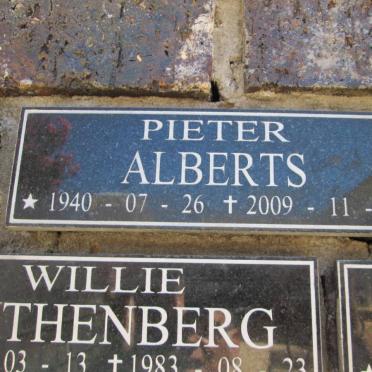 PIETER
ALBERTS
★ 1940 - 07 - 26 ✝ 2009 - 11 -
WILLIE
THENBERG
03 - 13 ✝ 1983 - 08 - 23